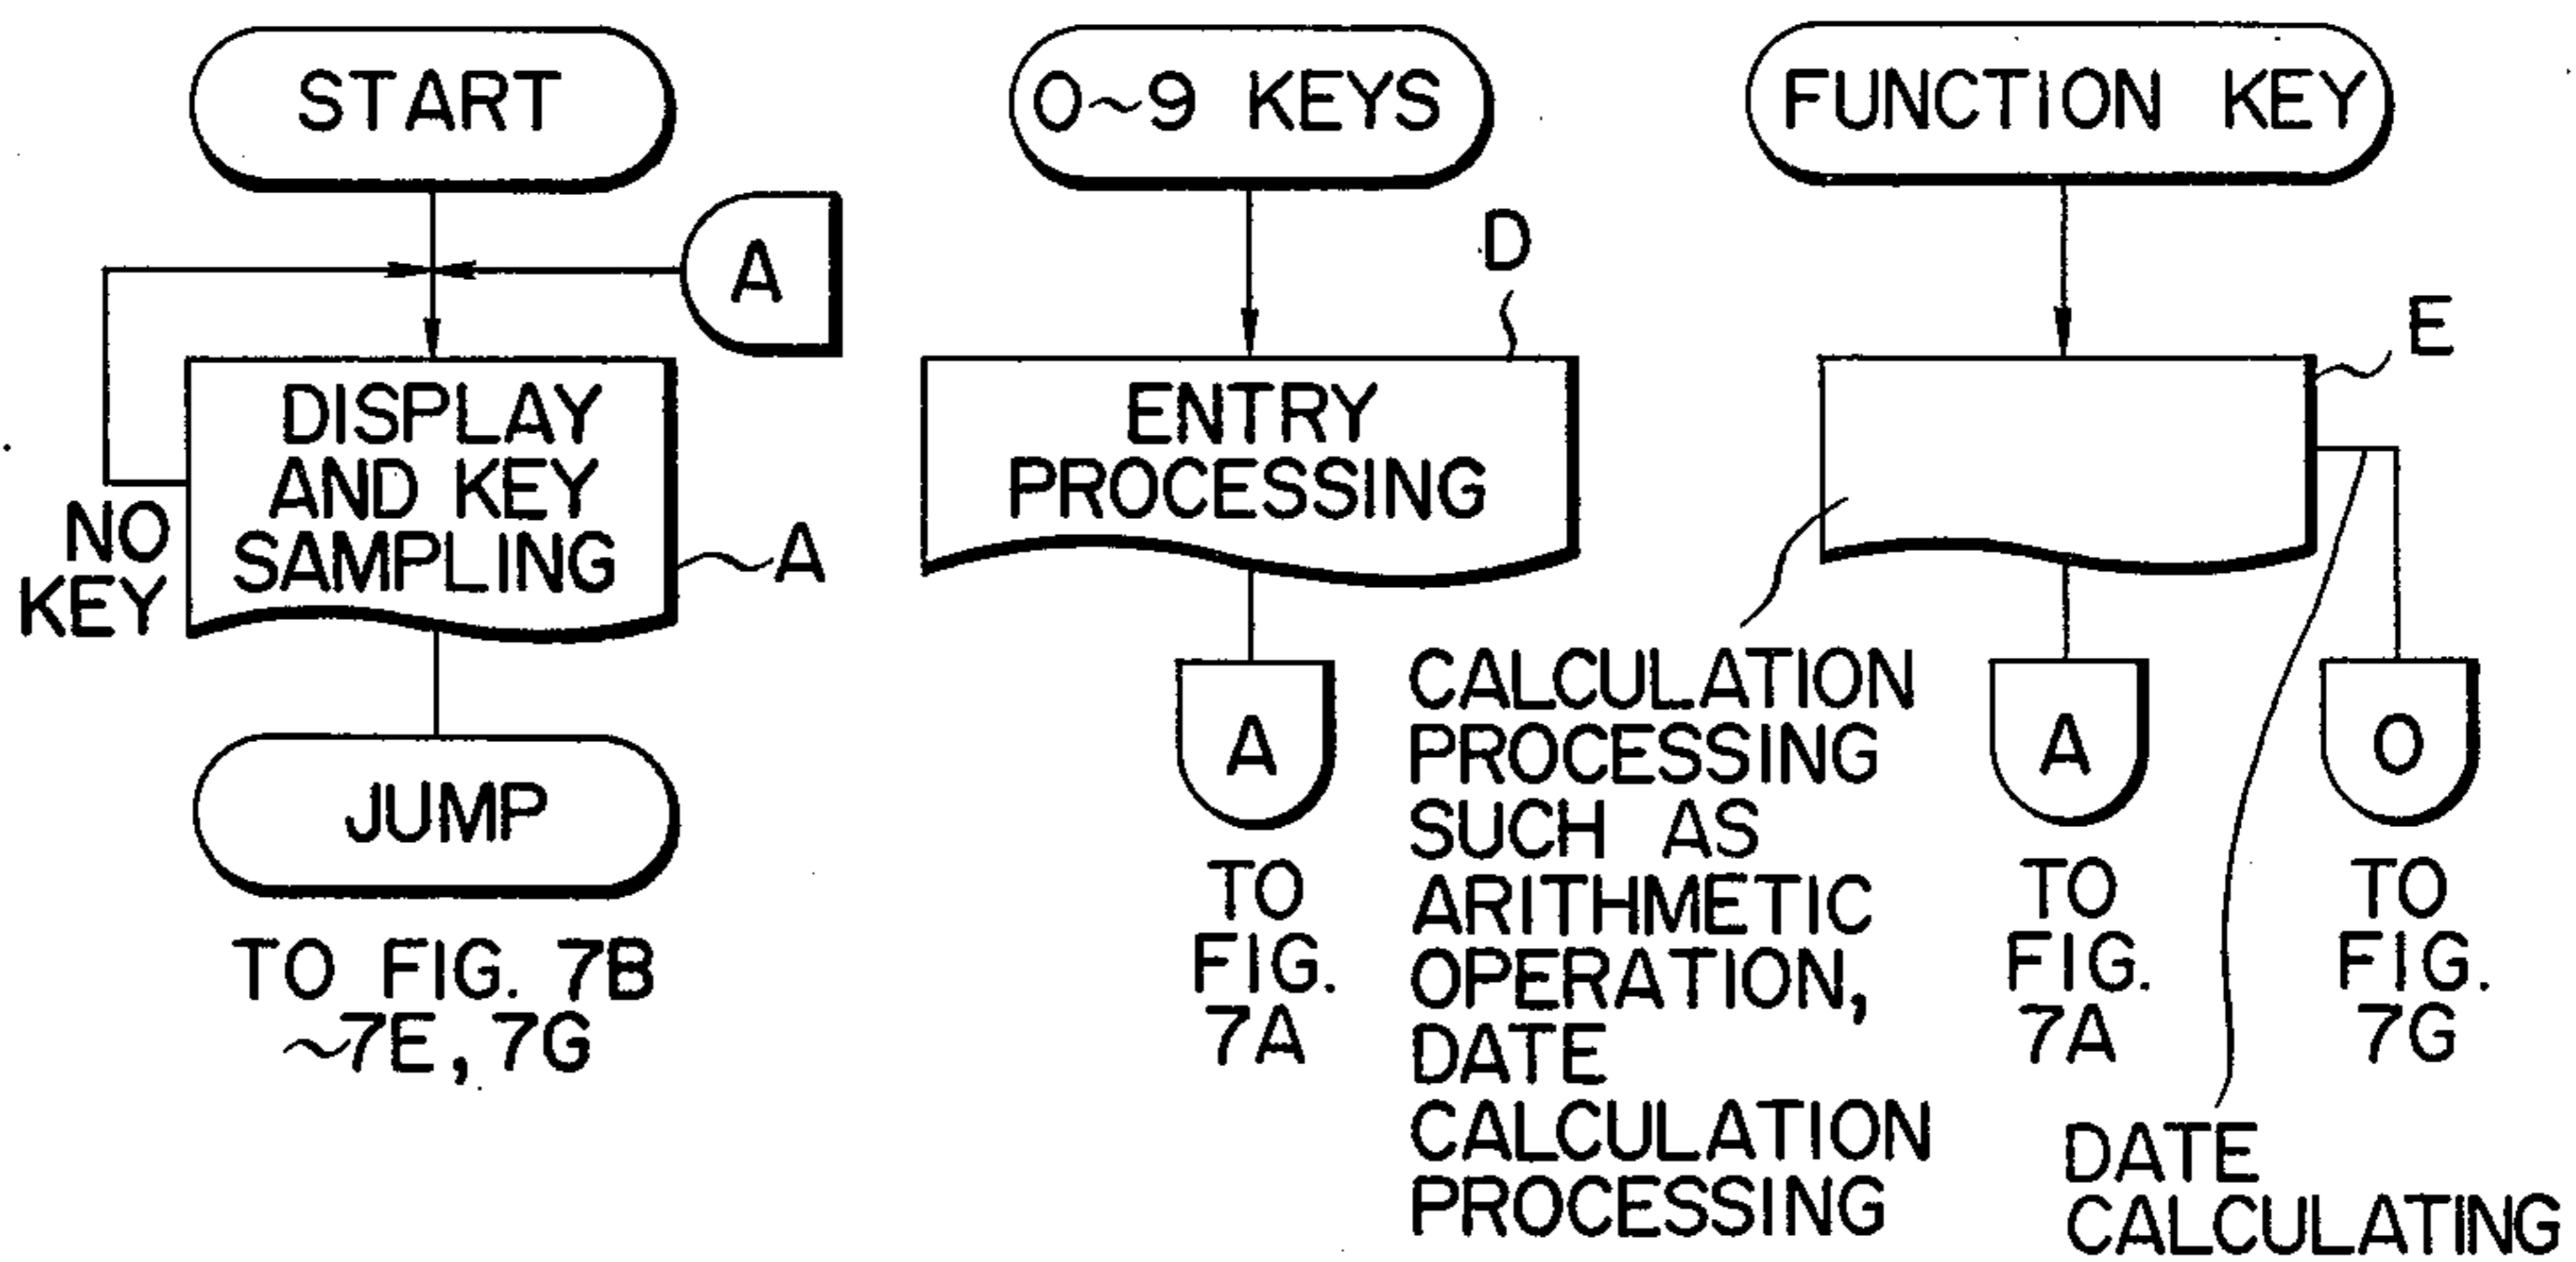 START
A
DISPLAY
AND KEY
SAMPLING
NO
KEY
A
JUMP
TO FIG. 7B
~7E, 7G
0~9 KEYS
D
ENTRY
PROCESSING
A
TO
FIG.
7A
FUNCTION KEY
E
CALCULATION
PROCESSING
SUCH AS
ARITHMETIC
OPERATION,
DATE
CALCULATION
PROCESSING
A
TO
FIG.
7A
O
TO
FIG.
7G
DATE
CALCULATING